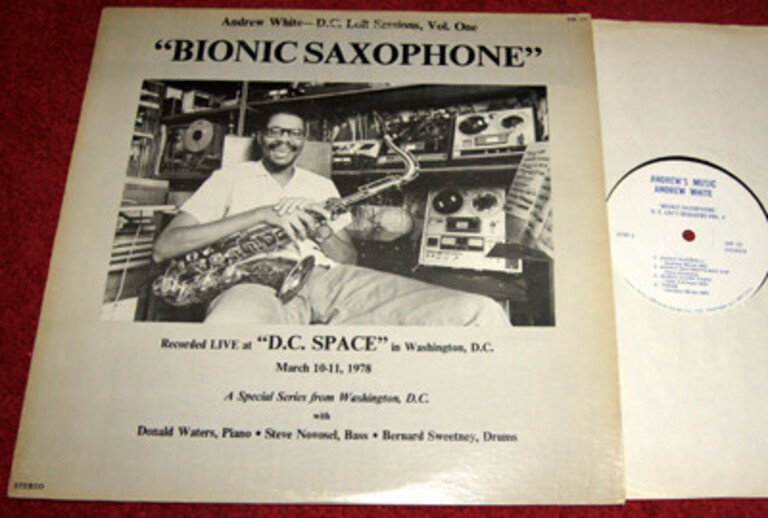 Andrew White—D.C. Loft Sessions, Vol. One
"BIONIC SAXOPHONE"
Recorded LIVE at "D.C. SPACE" in Washington, D.C.
March 10-11, 1978
A Special Series from Washington, D.C.
with
Donald Waters, Piano • Steve Novosel, Bass • Bernard Sweetney, Drums
STEREO
ANDREW'S MUSIC
ANDREW WHITE
"BIONIC SAXOPHONE"